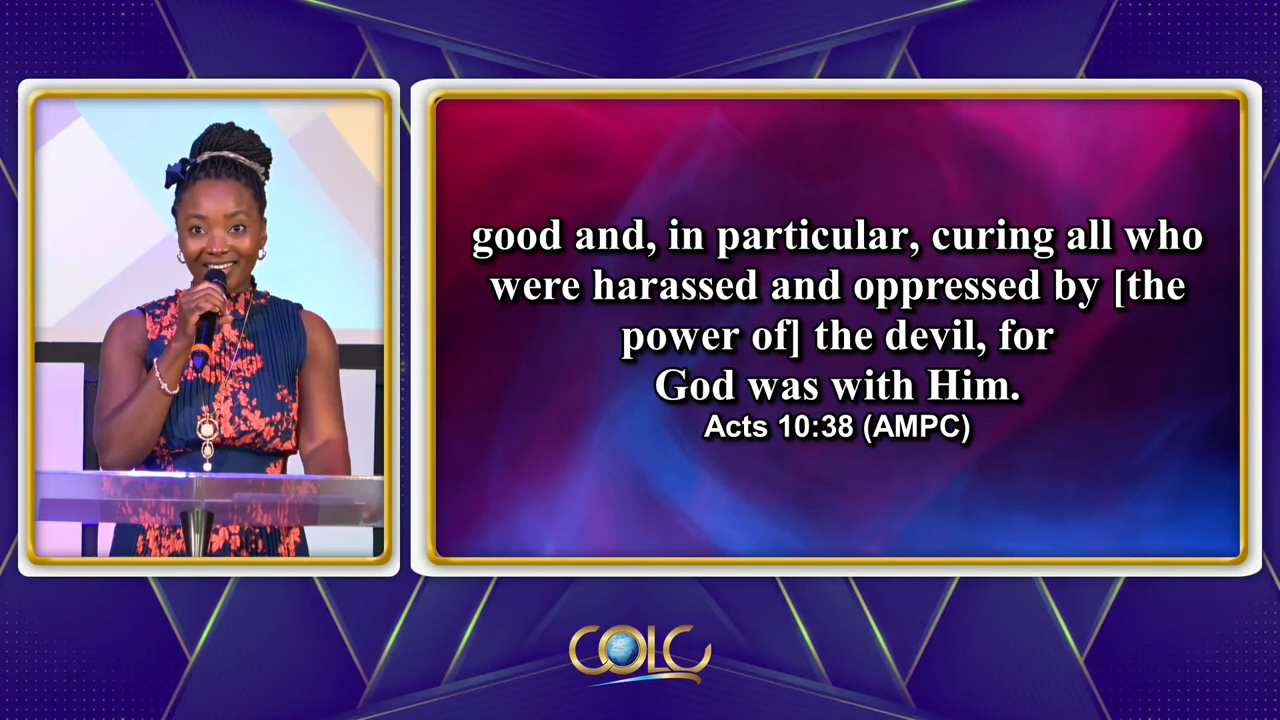 good and, in particular, curing all who
were harassed and oppressed by [the
power of] the devil, for
God was with Him.
Acts 10:38 (AMPC)
COLC